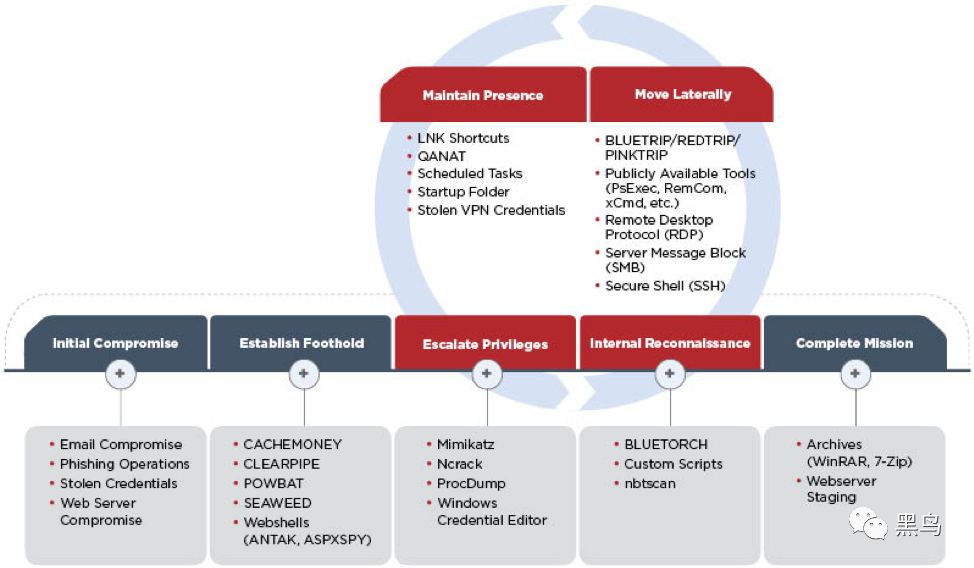 Maintain Presence
• LNK Shortcuts
• QANAT
• Scheduled Tasks
• Startup Folder
• Stolen VPN Credentials
Move Laterally
• BLUETRIP/REDTRIP/
PINKTRIP
• Publicly Available Tools
(PsExec, RemCom,
xCmd, etc.)
• Remote Desktop
Protocol (RDP)
• Server Message Block
(SMB)
• Secure Shell (SSH)
Initial Compromise
Establish Foothold
Escalate Privileges
Internal Reconnaissance
Complete Mission
• Email Compromise
• Phishing Operations
• Stolen Credentials
• Web Server
Compromise
• CACHEMONEY
• CLEARPIPE
• POWBAT
• SEAWEED
• Webshells
(ANTAK, ASPXSPY)
• Mimikatz
• Ncrack
• ProcDump
• Windows
Credential Editor
• BLUETORCH
• Custom Scripts
• nbtscan
• Archives
(WinRAR, 7-Zip)
• Webserver
Staging
黑鸟